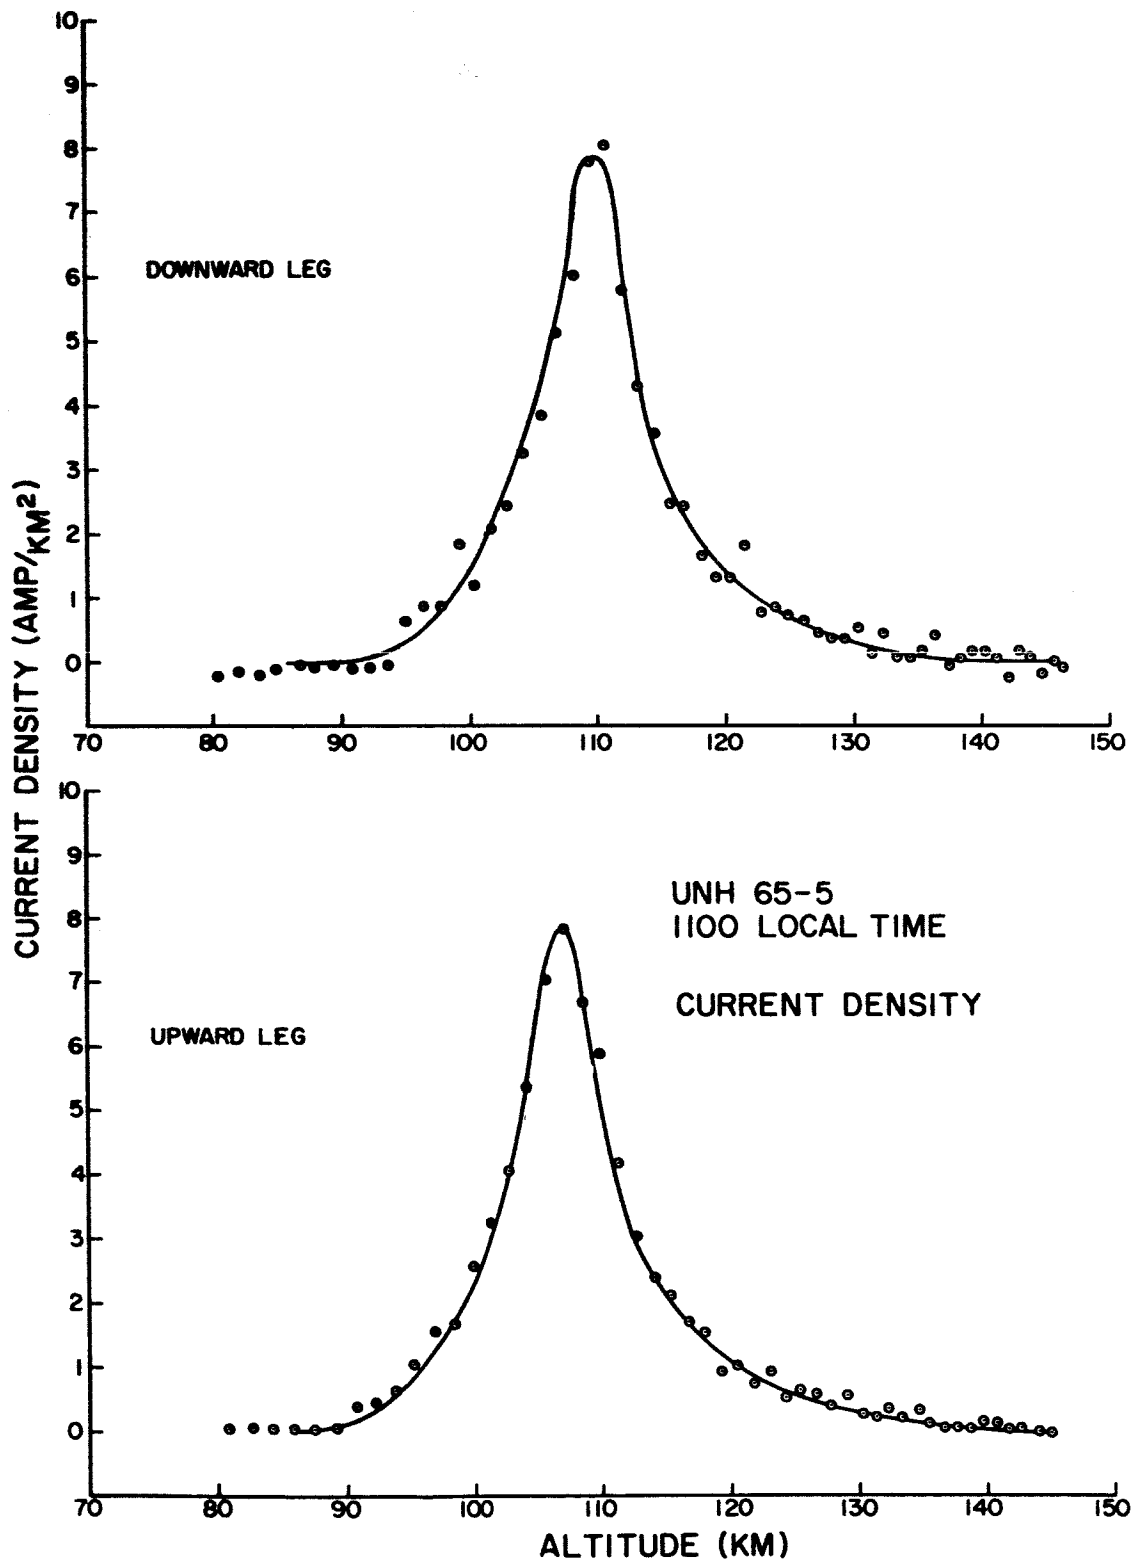 10
9
8
7
6
5
4
3
2
1
0
DOWNWARD LEG
70 80 90 100 110 120 130 140 150
CURRENT DENSITY (AMP/KM²)
10
9
8
7
6
5
4
3
2
1
0
UNH 65-5
1100 LOCAL TIME
CURRENT DENSITY
UPWARD LEG
70 80 90 100 110 120 130 140 150
ALTITUDE (KM)